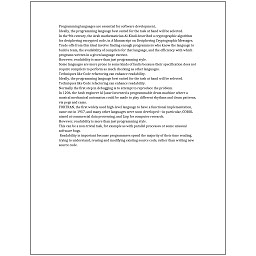 Programming languages are essential for software development.
Ideally, the programming language best suited for the task at hand will be selected.
In the 9th century, the Arab mathematician Al-Kindi described a cryptographic algorithm
for deciphering encrypted code, in A Manuscript on Deciphering Cryptographic Messages.
Trade-offs from this ideal involve finding enough programmers who know the language to
build a team, the availability of compilers for that language, and the efficiency with which
programs written in a given language execute.
However, readability is more than just programming style.
Some languages are more prone to some kinds of faults because their specification does not
require compilers to perform as much checking as other languages.
Techniques like Code refactoring can enhance readability.
Ideally, the programming language best suited for the task at hand will be selected.
Techniques like Code refactoring can enhance readability.
Normally the first step in debugging is to attempt to reproduce the problem.
In 1206, the Arab engineer Al-Jazari invented a programmable drum machine where a
musical mechanical automaton could be made to play different rhythms and drum patterns,
via pegs and cams.
FORTRAN, the first widely used high-level language to have a functional implementation,
came out in 1957, and many other languages were soon developed—in particular, COBOL
aimed at commercial data processing, and Lisp for computer research.
However, readability is more than just programming style.
This can be a non-trivial task, for example as with parallel processes or some unusual
software bugs.
Readability is important because programmers spend the majority of their time reading,
trying to understand, reusing and modifying existing source code, rather than writing new
source code.